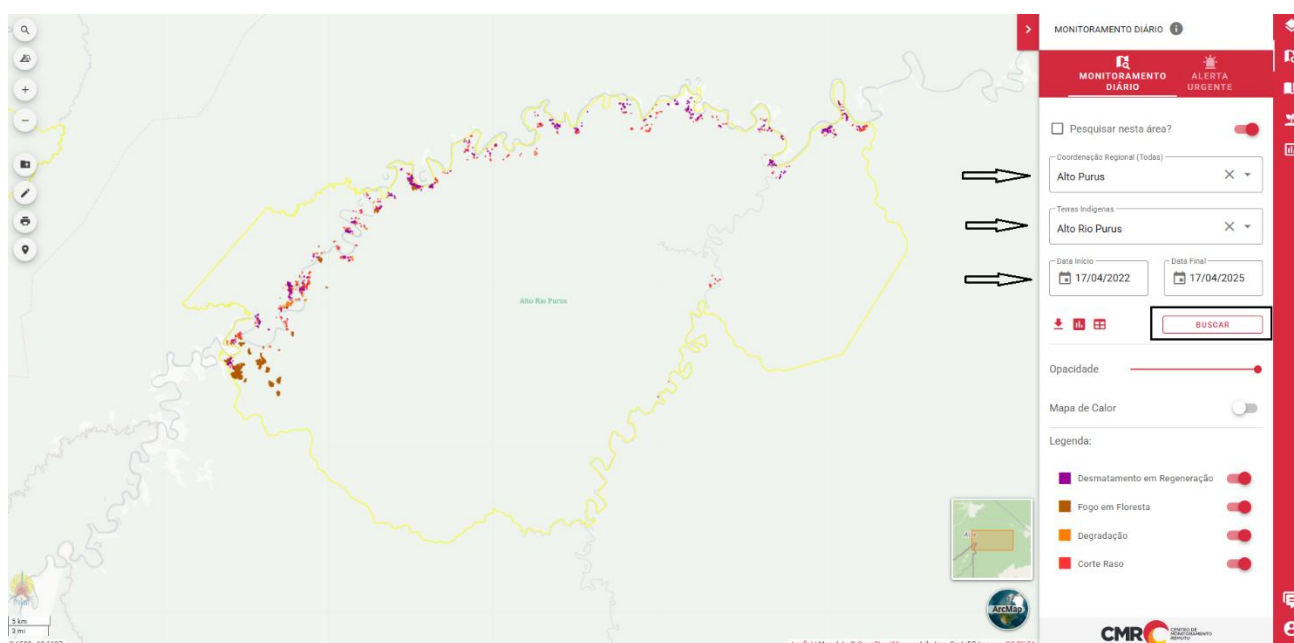 MONITORAMENTO DIÁRIO
MONITORAMENTO DIÁRIO
ALERTA URGENTE
Pesquisar nesta área?
Coordenação Regional (Todas)
Alto Purus
Terras Indígenas
Alto Rio Purus
Data Início
17/04/2022
Data Final
17/04/2025
BUSCAR
Opacidade
Mapa de Calor
Legenda:
Desmatamento em Regeneração
Fogo em Floresta
Degradação
Corte Raso
CMR CENTRO DE MONITORAMENTO REMOTO
Alto Rio Purus
Acre
ArcMap
5 km
3 mi